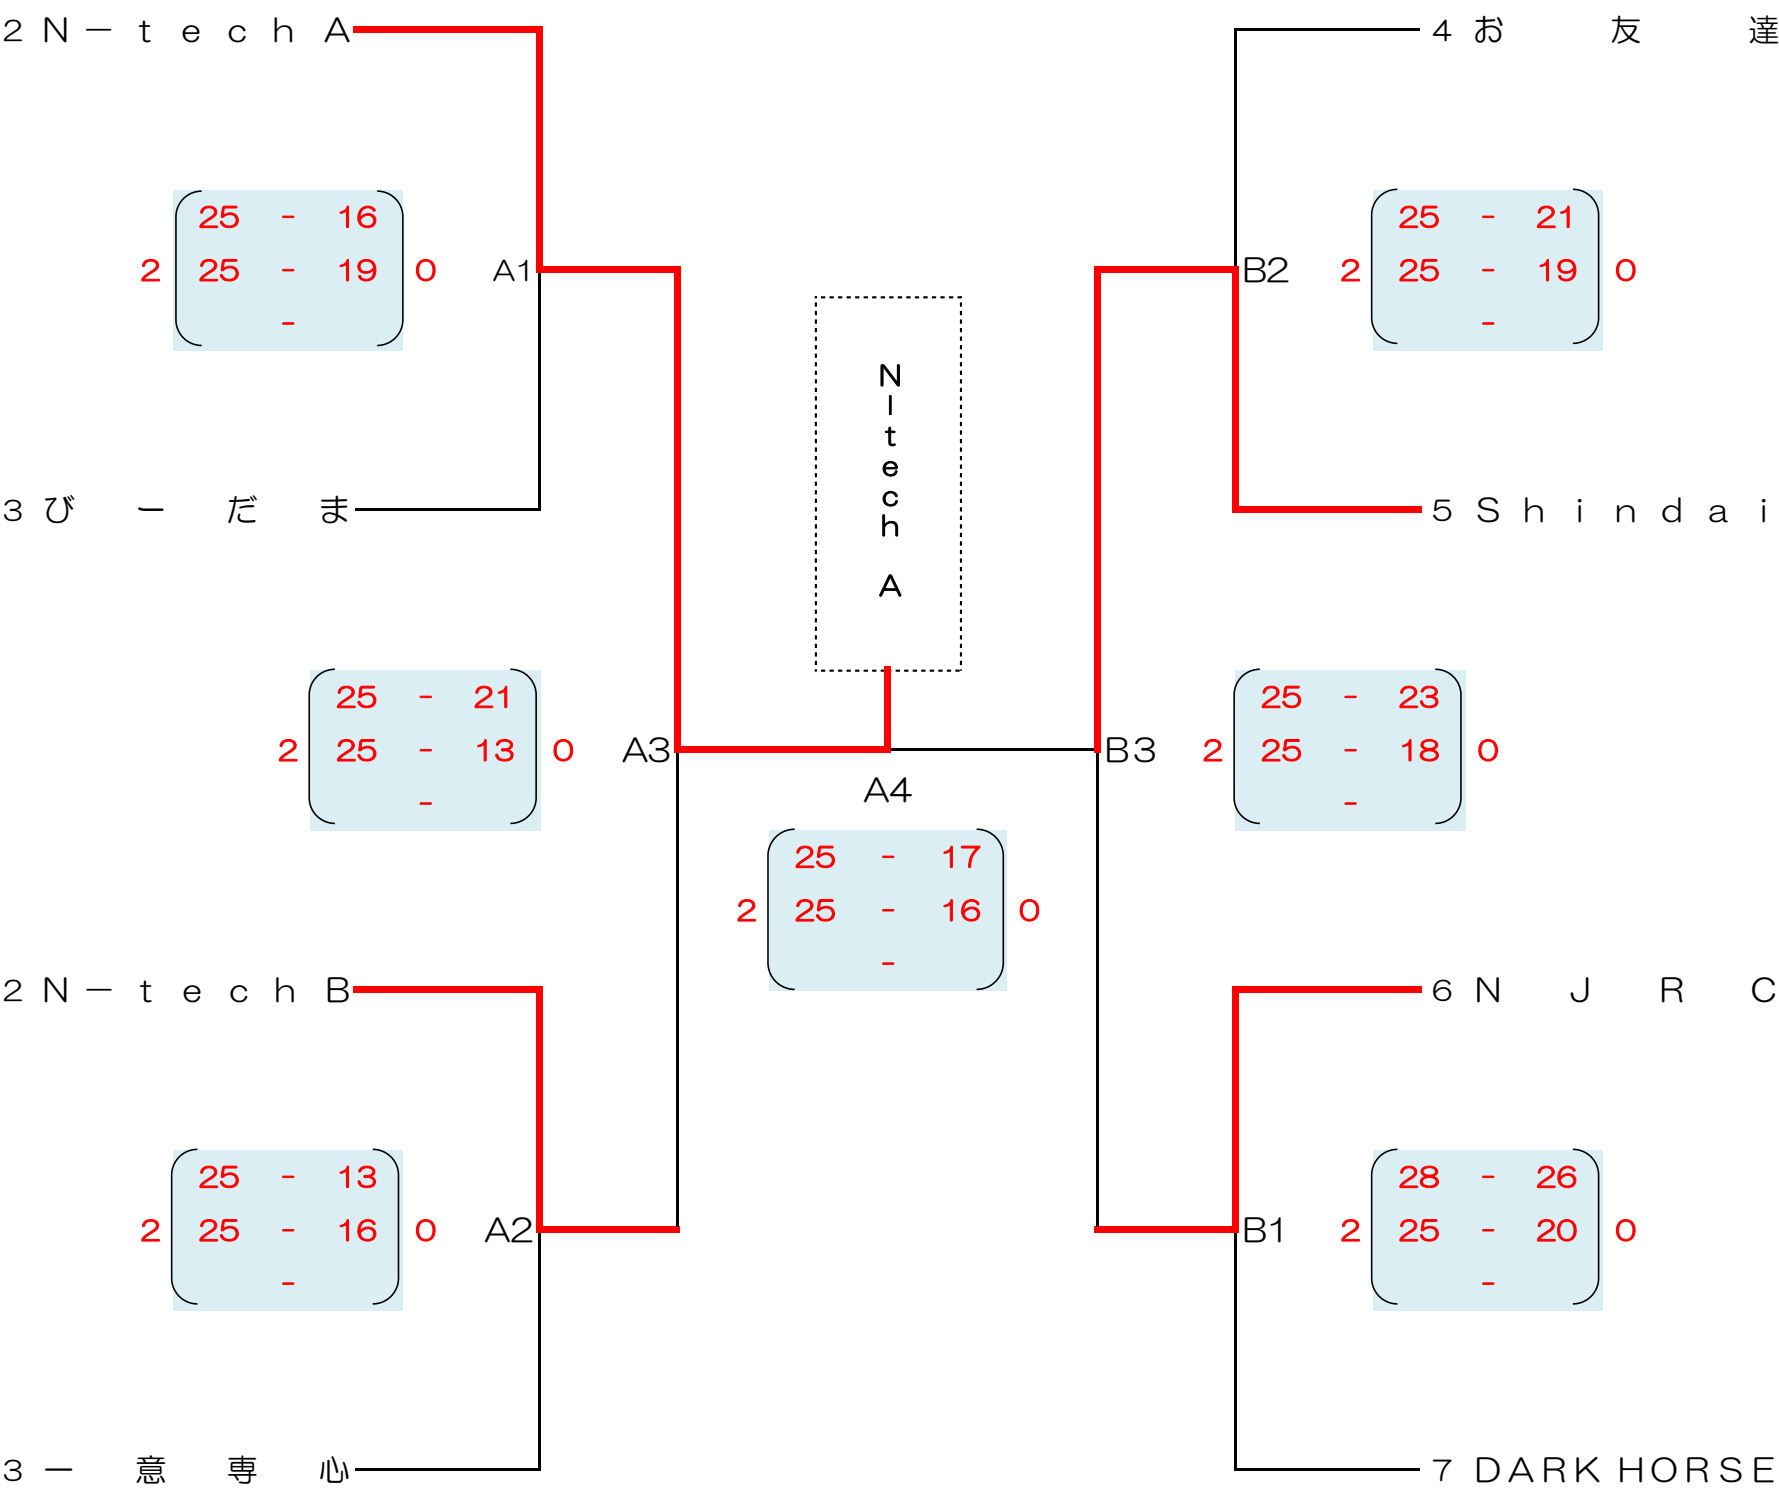 2 N－tech A
4 お友達
25 - 16
2 25 - 19 0
-
A1
25 - 21
B2 2 25 - 19 0
-
N－tech A
3 びーだま
5 Shindai
25 - 21
2 25 - 13 0
-
A3
25 - 23
B3 2 25 - 18 0
-
A4
25 - 17
2 25 - 16 0
-
2 N－tech B
6 NJRC
25 - 13
2 25 - 16 0
-
A2
28 - 26
B1 2 25 - 20 0
-
3 一意専心
7 DARK HORSE